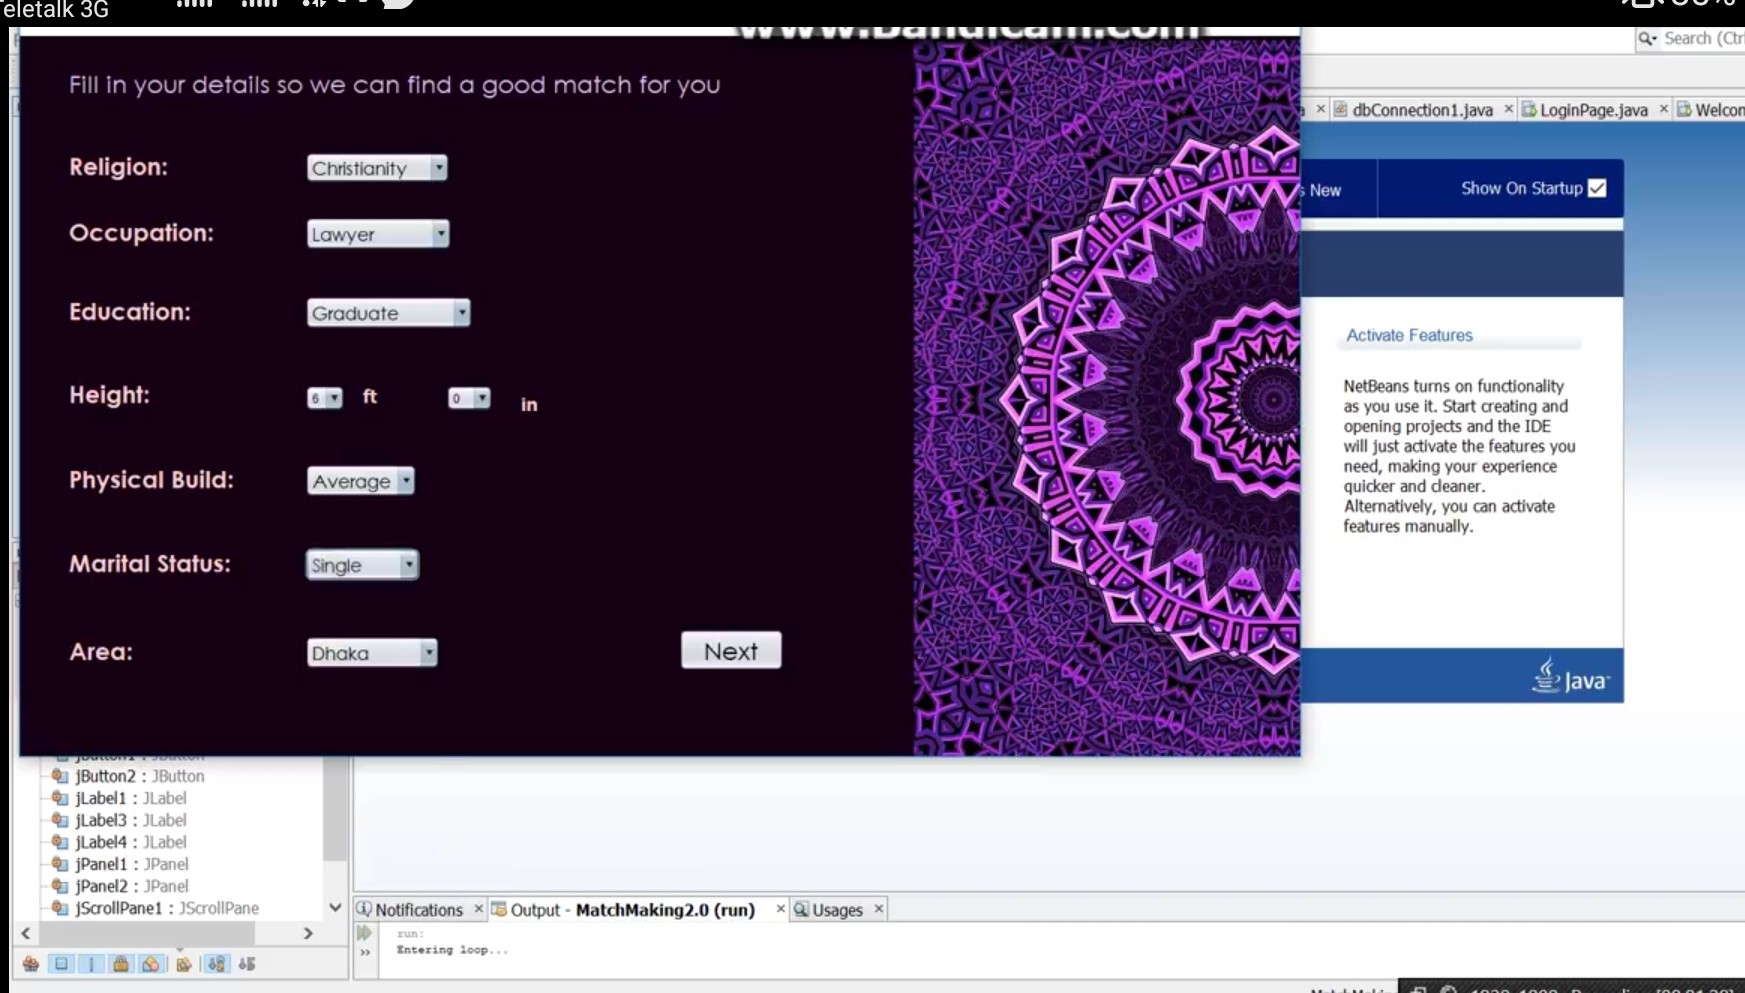 Teletalk 3G
www.Bandicam.com
Search (Ctr
Fill in your details so we can find a good match for you
dbConnection1.java
LoginPage.java
Welcom
Religion:
Christianity
s New
Show On Startup
Occupation:
Lawyer
Education:
Graduate
Activate Features
Height:
6
ft
0
in
NetBeans turns on functionality
as you use it. Start creating and
opening projects and the IDE
will just activate the features you
need, making your experience
quicker and cleaner.
Alternatively, you can activate
features manually.
Physical Build:
Average
Marital Status:
Single
Area:
Dhaka
Next
Java
jButton1 : JButton
jButton2 : JButton
jLabel1 : JLabel
jLabel3 : JLabel
jLabel4 : JLabel
jPanel1 : JPanel
jPanel2 : JPanel
jScrollPane1 : JScrollPane
Notifications
Output - MatchMaking2.0 (run)
Usages
run:
Entering loop...